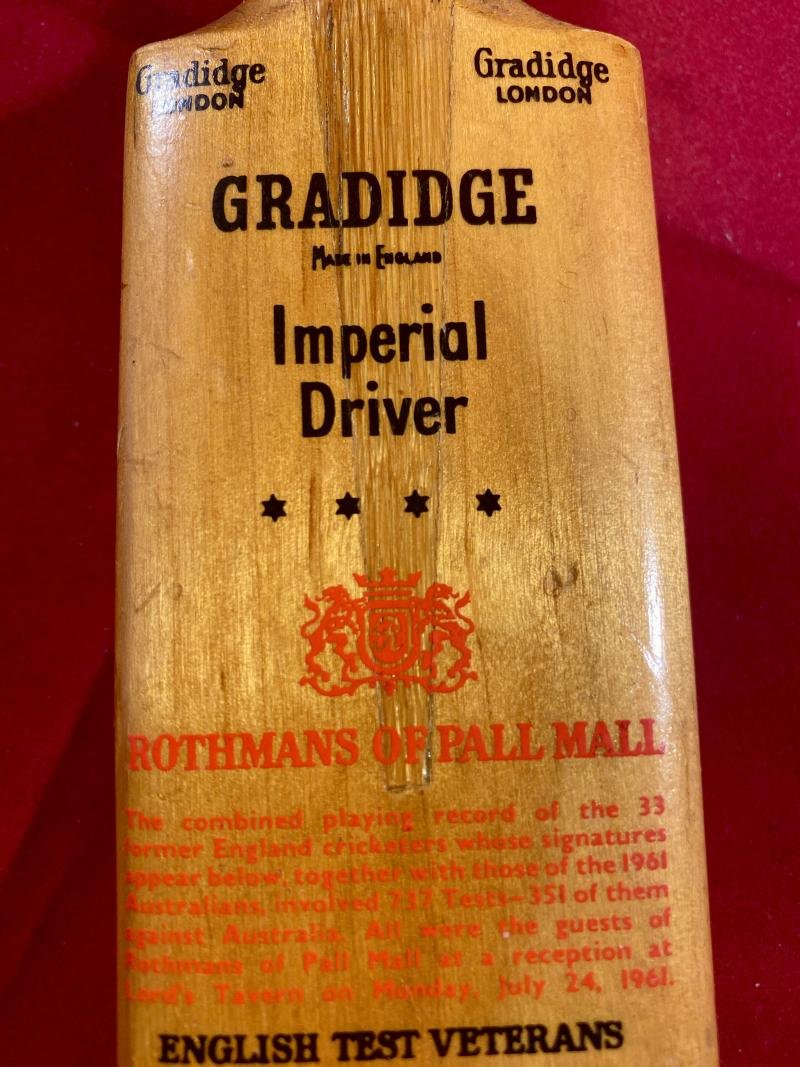 Gradidge Gradidge
LONDON LONDON
GRADIDGE
MADE IN ENGLAND
Imperial
Driver
ROTHMANS OF PALL MALL
The combined playing record of the 33
former England cricketers whose signatures
appear below, together with those of the 1961
Australians, involved 737 Tests—351 of them
against Australia. All were the guests of
Rothmans of Pall Mall at a reception at
Lord's Tavern on Monday, July 24, 1961.
ENGLISH TEST VETERANS